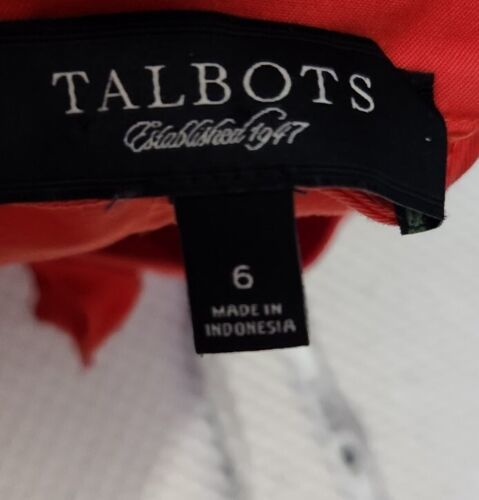 TALBOTS
Established 1947
6
MADE IN
INDONESIA